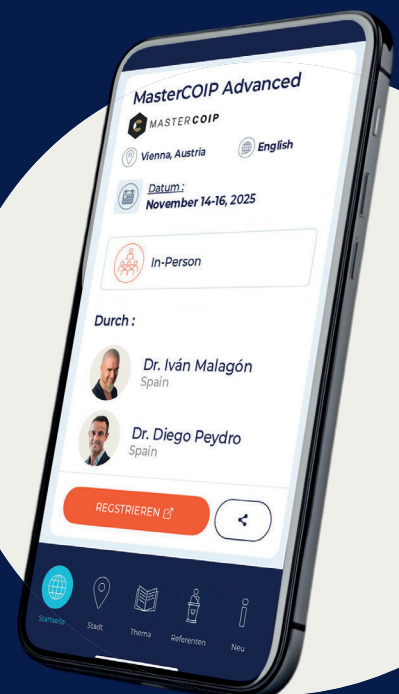 MasterCOIP Advanced
MASTERCOIP
Vienna, Austria
English
Datum :
November 14-16, 2025
In-Person
Durch :
Dr. Iván Malagón
Spain
Dr. Diego Peydro
Spain
REGSTRIEREN
Startseite
Stadt
Thema
Referenten
Neu